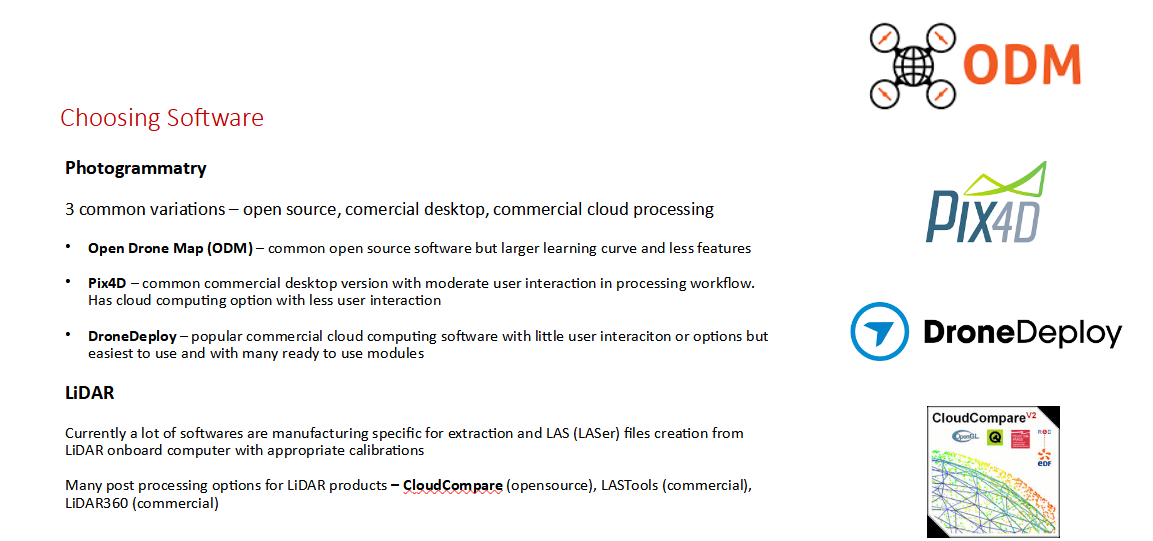 ODM
Choosing Software
Photogrammatry
3 common variations – open source, comercial desktop, commercial cloud processing
• Open Drone Map (ODM) – common open source software but larger learning curve and less features
• Pix4D – common commercial desktop version with moderate user interaction in processing workflow.
Has cloud computing option with less user interaction
• DroneDeploy – popular commercial cloud computing software with little user interaciton or options but
easiest to use and with many ready to use modules
LiDAR
Currently a lot of softwares are manufacturing specific for extraction and LAS (LASer) files creation from
LiDAR onboard computer with appropriate calibrations
Many post processing options for LiDAR products – CloudCompare (opensource), LASTools (commercial),
LiDAR360 (commercial)
PIX4D
DroneDeploy
CloudCompareV2
OpenGL
eDF